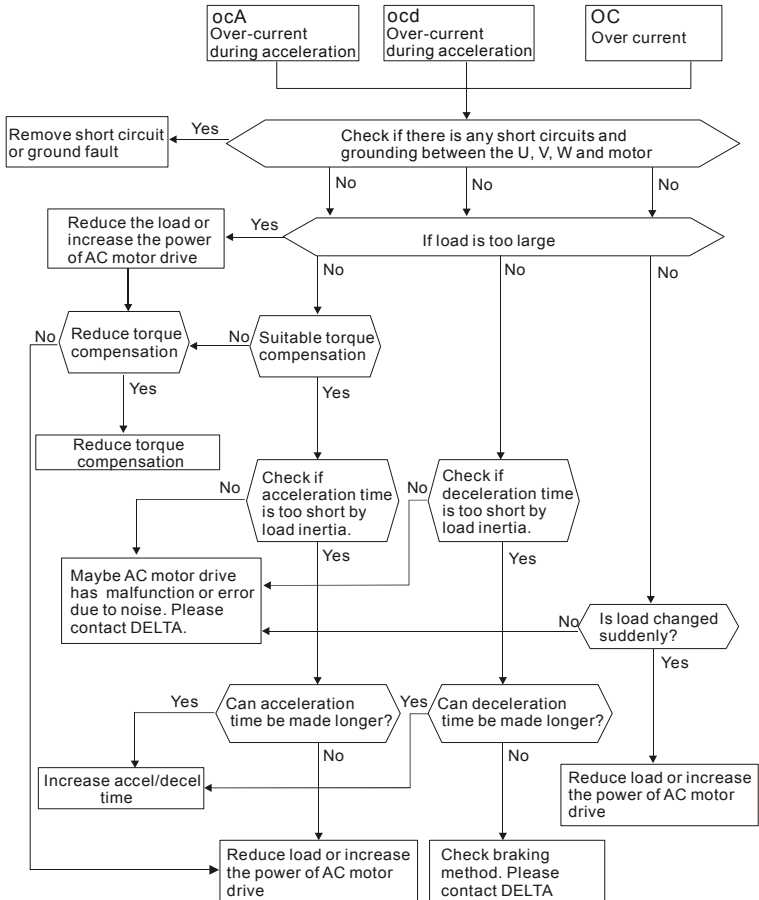 ocA
Over-current
during acceleration
ocd
Over-current
during acceleration
OC
Over current
Remove short circuit
or ground fault
Yes
Check if there is any short circuits and
grounding between the U, V, W and motor
No
No
No
Reduce the load or
increase the power
of AC motor drive
Yes
If load is too large
No
No
No
No
Reduce torque
compensation
No
Suitable torque
compensation
Yes
Yes
Reduce torque
compensation
No
Check if
acceleration time
is too short by
load inertia.
No
Check if
deceleration time
is too short by
load inertia.
Yes
Yes
Maybe AC motor drive
has malfunction or error
due to noise. Please
contact DELTA.
No
Is load changed
suddenly?
Yes
Yes
Can acceleration
time be made longer?
Yes
Can deceleration
time be made longer?
No
No
Increase accel/decel
time
Reduce load or increase
the power of AC motor
drive
Reduce load or increase
the power of AC motor
drive
Check braking
method. Please
contact DELTA